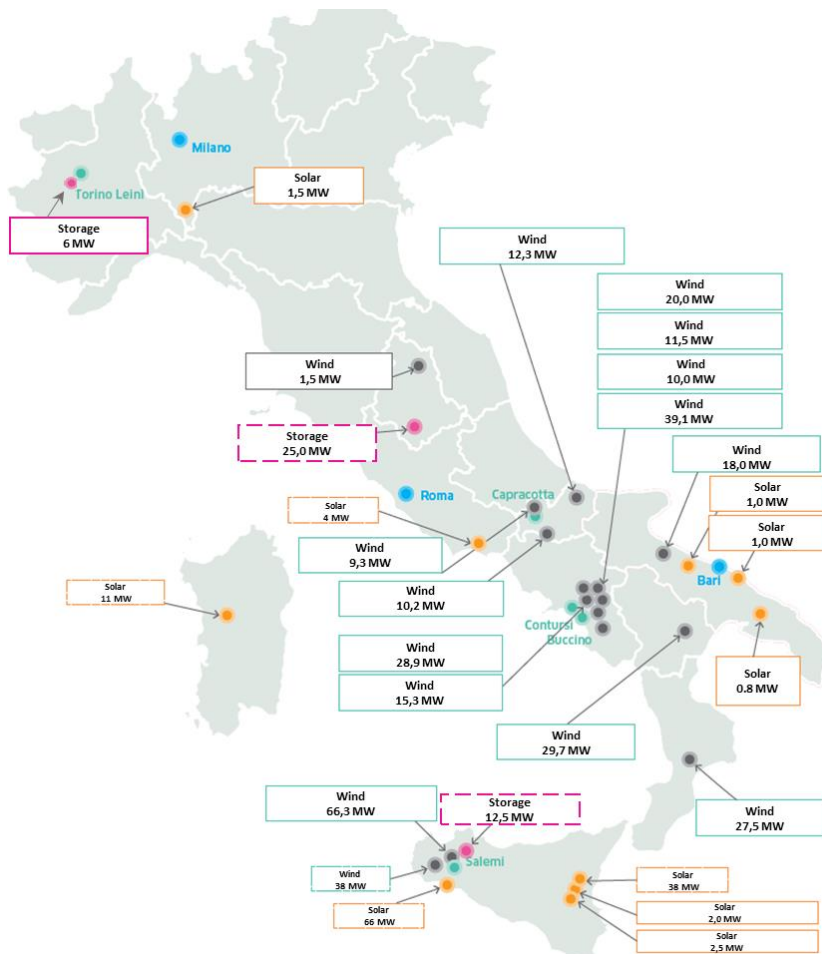 Milano
Torino Leini
Solar
1,5 MW
Storage
6 MW
Wind
12,3 MW
Wind
20,0 MW
Wind
11,5 MW
Wind
10,0 MW
Wind
39,1 MW
Wind
1,5 MW
Storage
25,0 MW
Wind
18,0 MW
Solar
1,0 MW
Solar
1,0 MW
Roma
Capracotta
Solar
4 MW
Wind
9,3 MW
Bari
Solar
11 MW
Wind
10,2 MW
Contursi
Buccino
Wind
28,9 MW
Wind
15,3 MW
Solar
0.8 MW
Wind
29,7 MW
Wind
66,3 MW
Storage
12,5 MW
Wind
27,5 MW
Salemi
Wind
38 MW
Solar
66 MW
Solar
38 MW
Solar
2,0 MW
Solar
2,5 MW